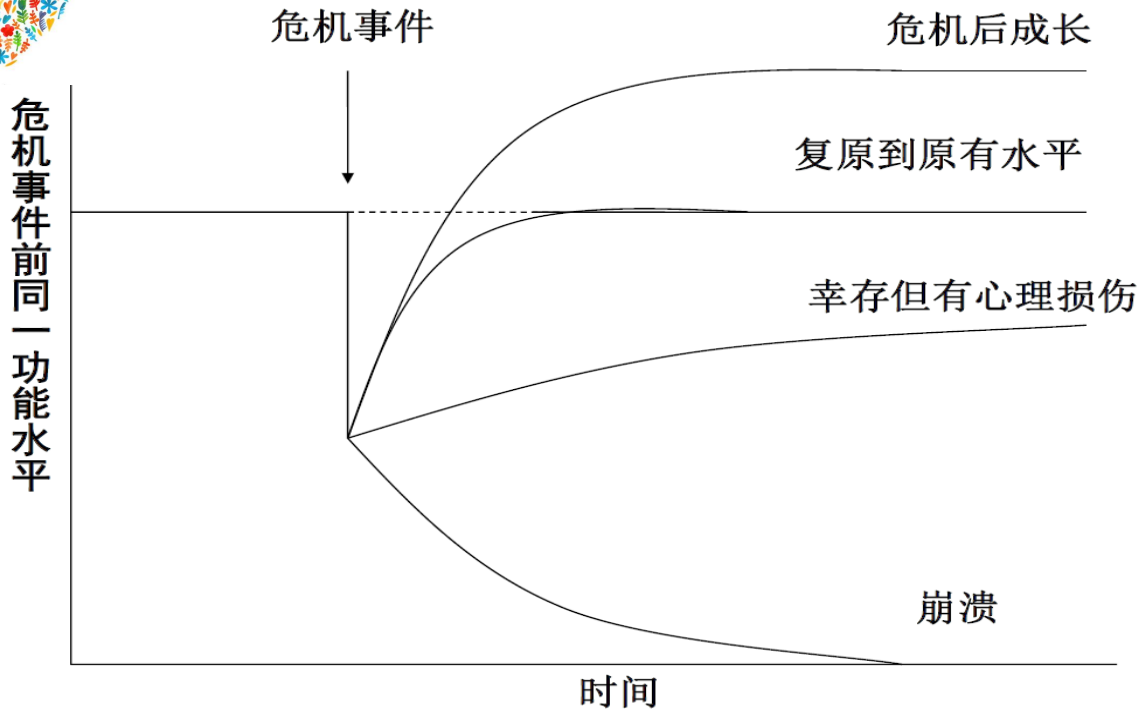 危机事件
危机后成长
危机事件前同一功能水平
复原到原有水平
幸存但有心理损伤
崩溃
时间